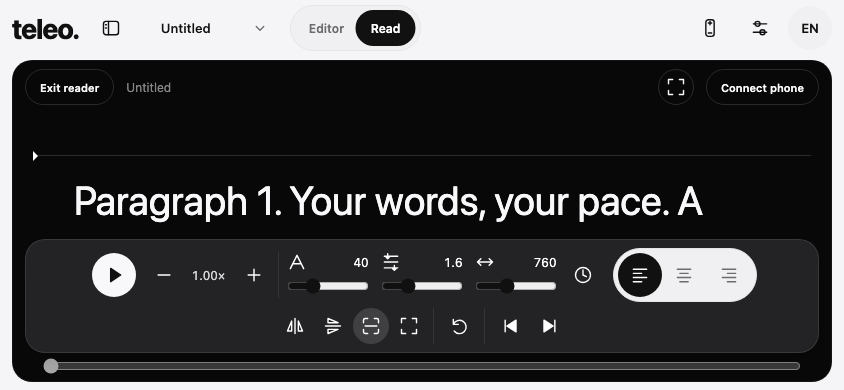 teleo.
Untitled
Editor
Read
EN
Exit reader
Untitled
Connect phone
Paragraph 1. Your words, your pace. A
1.00×
40
1.6
760